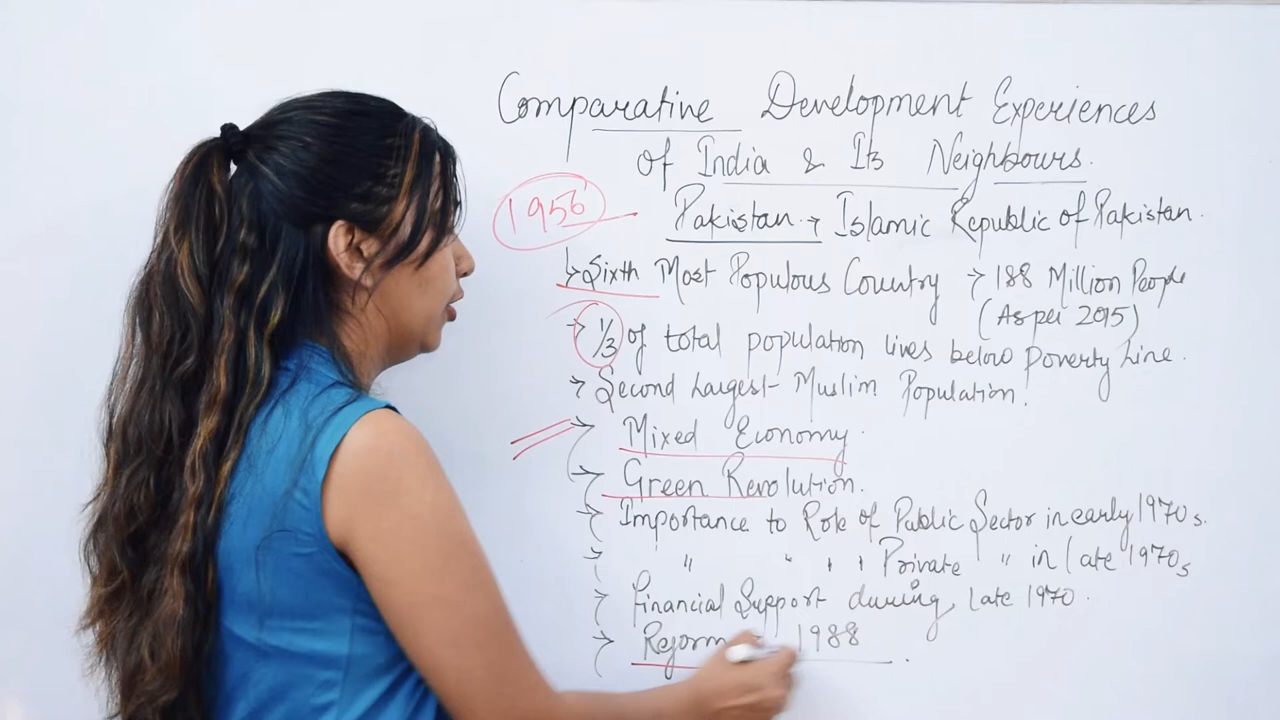 Comparative Development Experiences
of India & Its Neighbours.
1956 Pakistan. → Islamic Republic of Pakistan.
Sixth Most Populous Country → 188 Million People
(As per 2015)
→ 1/3 of total population lives below Poverty Line.
→ Second Largest Muslim Population.
→ Mixed Economy.
→ Green Revolution.
→ Importance to Role of Public Sector in early 1970s.
→ " " " " Private " in late 1970s
→ Financial Support during late 1970.
→ 1988